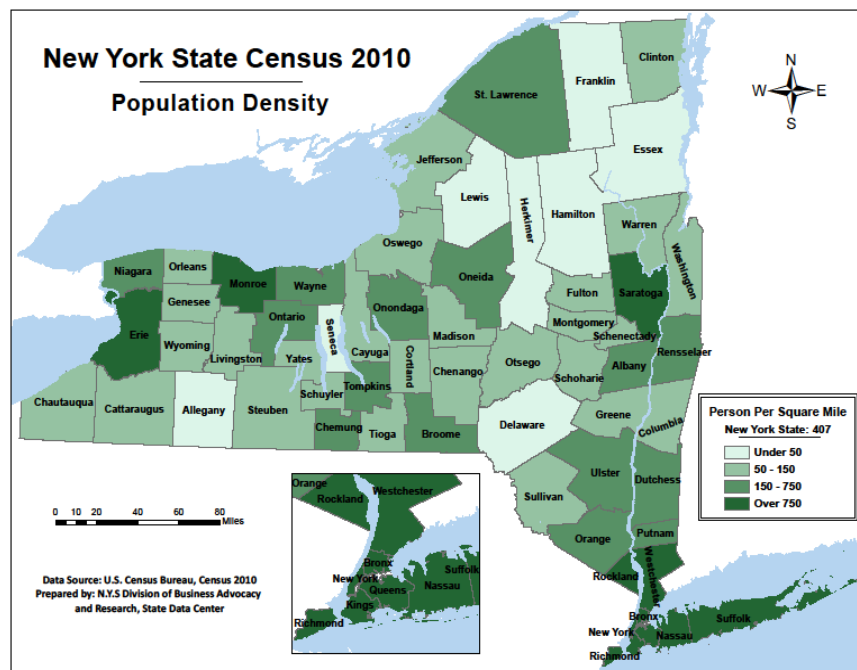 New York State Census 2010
Population Density
N
W E
S
Clinton
Franklin
St. Lawrence
Essex
Jefferson
Lewis
Herkimer
Hamilton
Warren
Washington
Oswego
Oneida
Niagara
Orleans
Monroe
Wayne
Genesee
Onondaga
Fulton
Saratoga
Ontario
Seneca
Madison
Montgomery
Schenectady
Erie
Wyoming
Livingston
Yates
Cayuga
Cortland
Otsego
Schoharie
Albany
Rensselaer
Chenango
Tompkins
Schuyler
Chautauqua
Cattaraugus
Allegany
Steuben
Chemung
Tioga
Broome
Delaware
Greene
Columbia
Ulster
Dutchess
Sullivan
Orange
Putnam
Rockland
Westchester
Bronx
New York
Nassau
Suffolk
Richmond
Person Per Square Mile
New York State: 407
Under 50
50 - 150
150 - 750
Over 750
0 10 20 40 60 80
Miles
Data Source: U.S. Census Bureau, Census 2010
Prepared by: N.Y.S Division of Business Advocacy
and Research, State Data Center
Orange
Rockland
Westchester
Bronx
New York
Queens
Kings
Nassau
Suffolk
Richmond